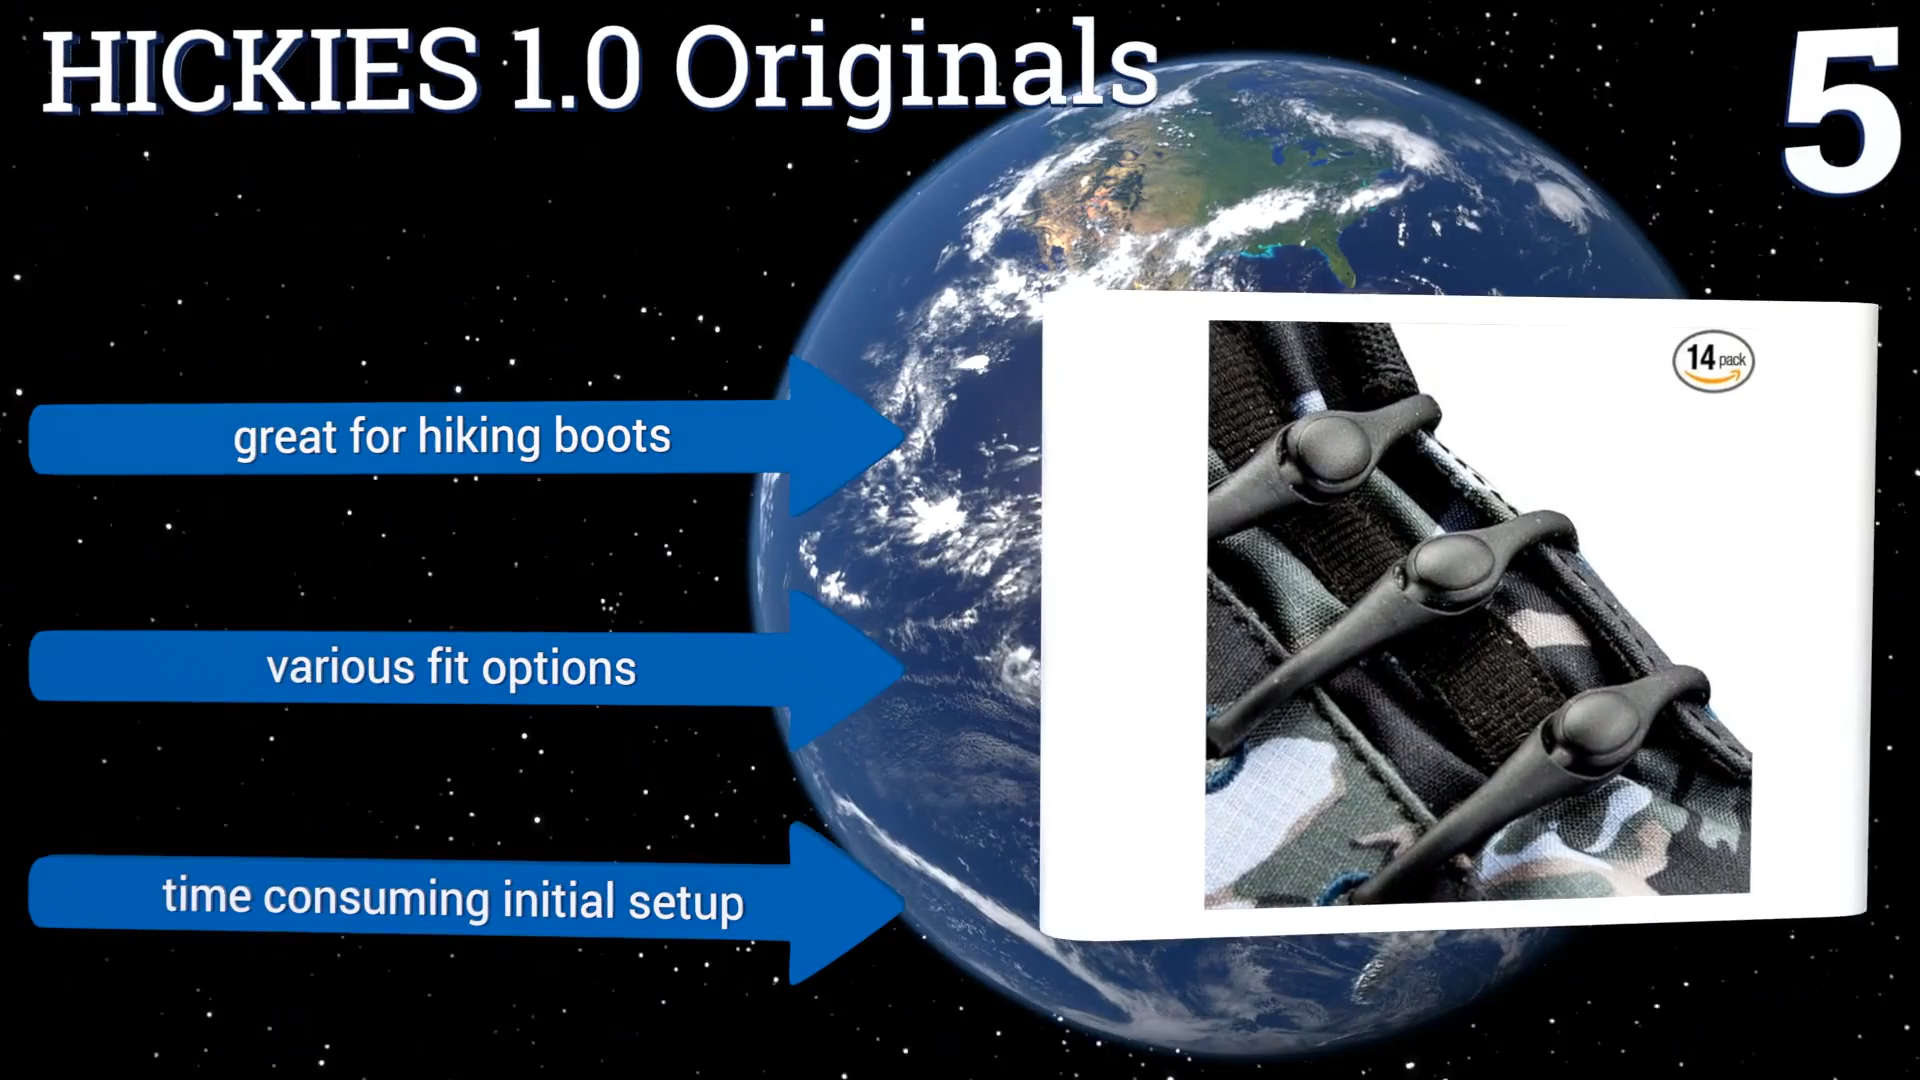 HICKIES 1.0 Originals
5
14 pack
great for hiking boots
various fit options
time consuming initial setup